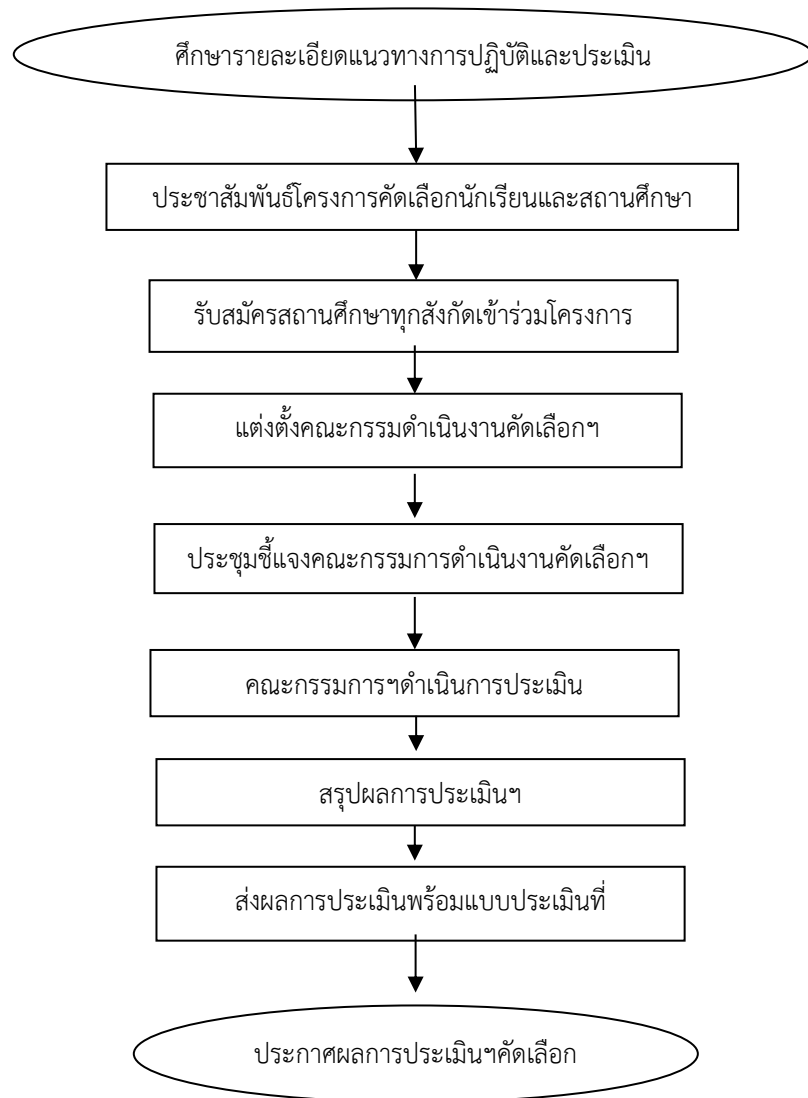 ศึกษารายละเอียดแนวทางการปฏิบัติและประเมิน
ประชาสัมพันธ์โครงการคัดเลือกนักเรียนและสถานศึกษา
รับสมัครสถานศึกษาทุกสังกัดเข้าร่วมโครงการ
แต่งตั้งคณะกรรมดำเนินงานคัดเลือกฯ
ประชุมชี้แจงคณะกรรมการดำเนินงานคัดเลือกฯ
คณะกรรมการฯดำเนินการประเมิน
สรุปผลการประเมินฯ
ส่งผลการประเมินพร้อมแบบประเมินที่
ประกาศผลการประเมินฯคัดเลือก